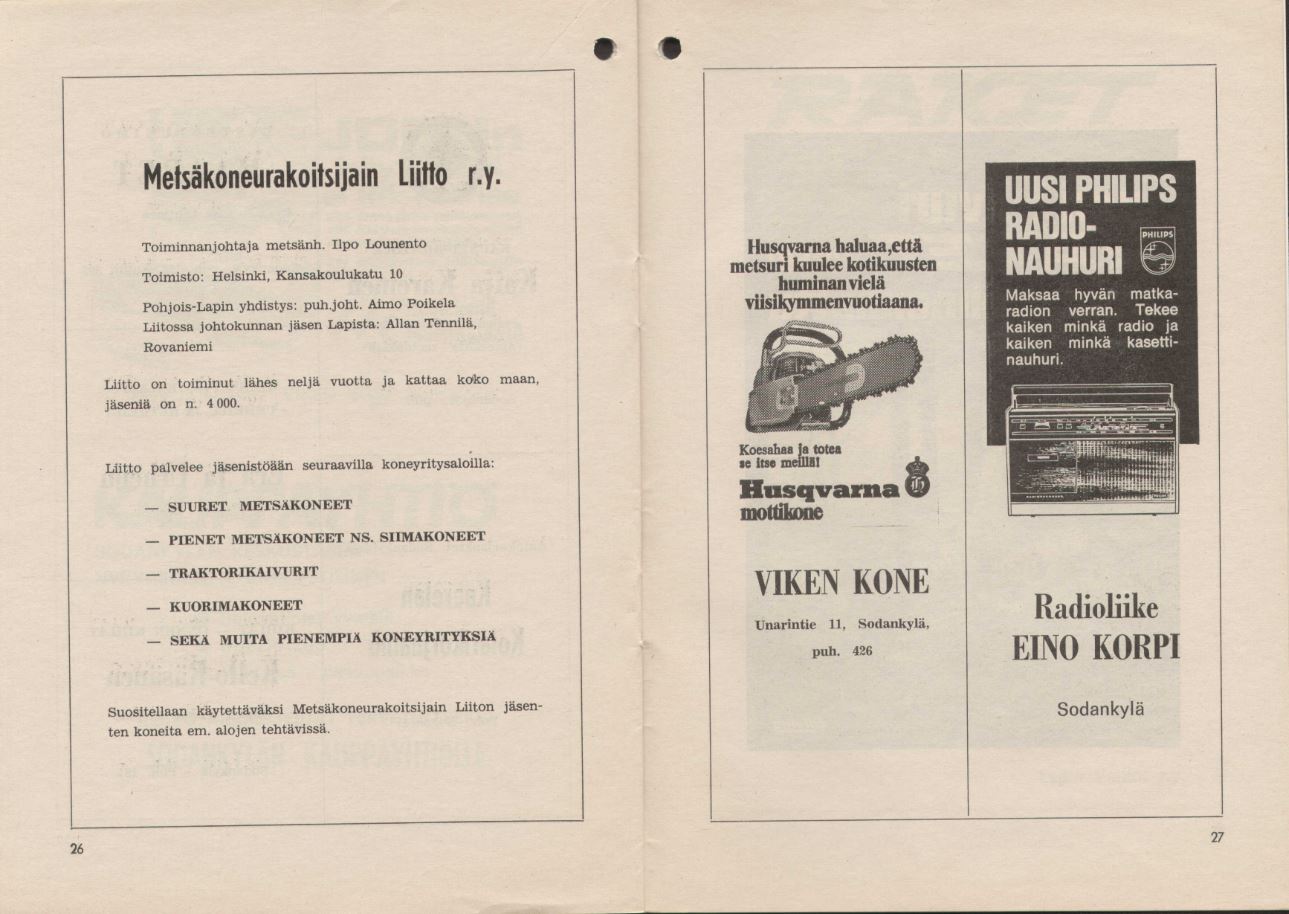 Metsäkoneurakoitsijain Liitto r.y.
Toiminnanjohtaja metsänh. Ilpo Lounento
Toimisto: Helsinki, Kansakoulukatu 10
Pohjois-Lapin yhdistys: puh.joht. Aimo Poikela
Liitossa johtokunnan jäsen Lapista: Allan Tennilä,
Rovaniemi
Liitto on toiminut lähes neljä vuotta ja kattaa koko maan,
jäseniä on n. 4 000.
Liitto palvelee jäsenistöään seuraavilla koneyritysaloilla:
— SUURET METSÄKONEET
— PIENET METSÄKONEET NS. SIIMAKONEET
— TRAKTORIKAIVURIT
— KUORIMAKONEET
— SEKÄ MUITA PIENEMPIÄ KONEYRITYKSIÄ
Suositellaan käytettäväksi Metsäkoneurakoitsijain Liiton jäsen-
ten koneita em. alojen tehtävissä.
26
Husqvarna haluaa,että
metsuri kuulee kotikuusten
huminan vielä
viisikymmenvuotiaana.
Koesahaa ja totea
se itse meillä!
Husqvarna
mottikone
VIKEN KONE
Unarintie 11, Sodankylä,
puh. 426
UUSI PHILIPS
RADIO-
NAUHURI
PHILIPS
Maksaa hyvän matka-
radion verran. Tekee
kaiken minkä radio ja
kaiken minkä kasetti-
nauhuri.
Radioliike
EINO KORPI
Sodankylä
27